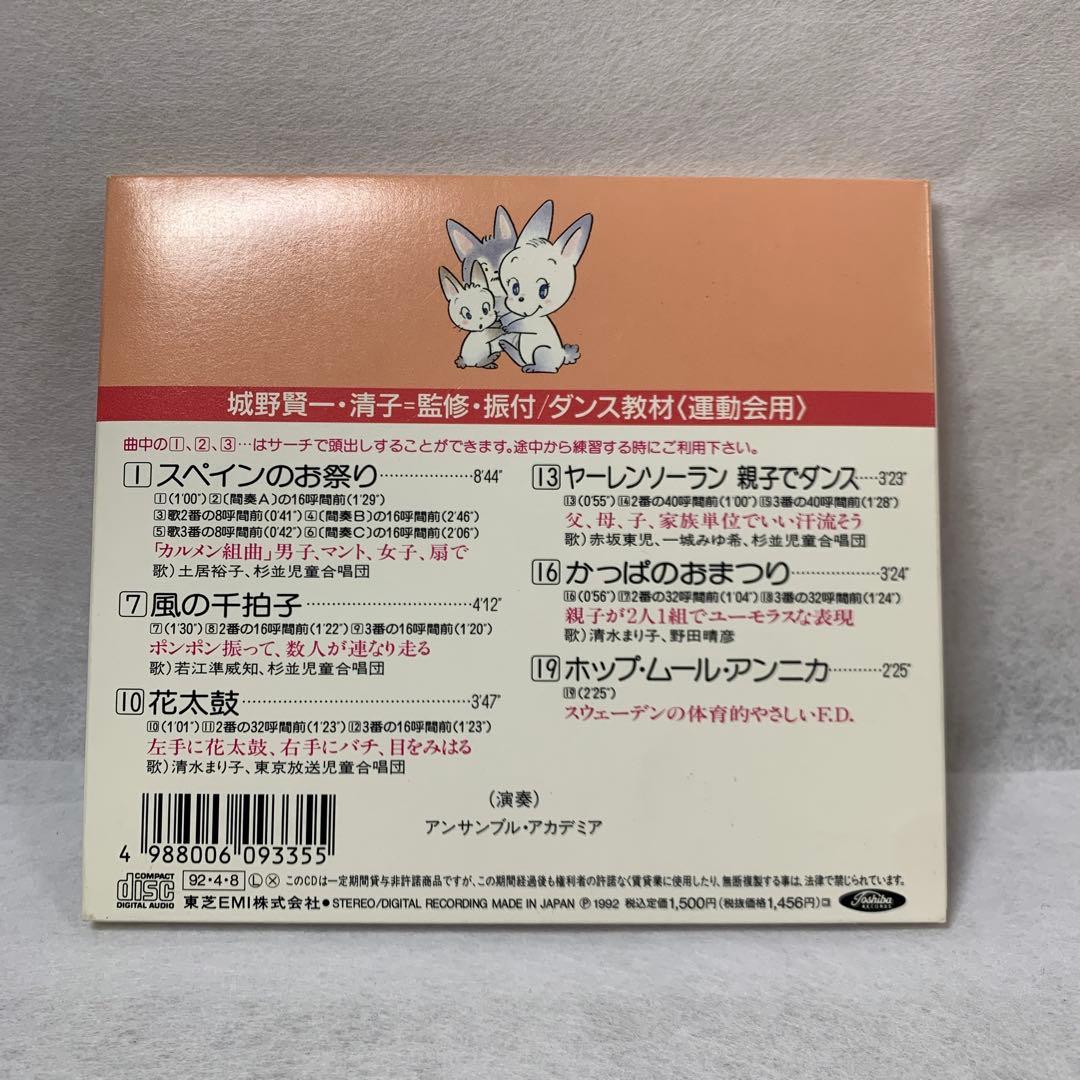 城野賢一・清子=監修・振付/ダンス教材〈運動会用〉
曲中の①、②、③…はサーチで頭出しすることができます。途中から練習する時にご利用下さい。
1 スペインのお祭り……………8'44"
①(1'00")②〔間奏A〕の16呼間前(1'29")
③歌2番の8呼間前(0'41")④〔間奏B〕の16呼間前(2'46")
⑤歌3番の8呼間前(0'42")⑥〔間奏C〕の16呼間前(2'06")
「カルメン組曲」男子、マント、女子、扇で
歌)土居裕子、杉並児童合唱団
7 風の千拍子……………………4'12"
⑦(1'30")⑧2番の16呼間前(1'22")⑨3番の16呼間前(1'20")
ポンポン振って、数人が連なり走る
歌)若江準威知、杉並児童合唱団
10 花太鼓……………………………3'47"
⑩(1'01")⑪2番の32呼間前(1'23")⑫3番の16呼間前(1'23")
左手に花太鼓、右手にバチ、目をみはる
歌)清水まり子、東京放送児童合唱団
13 ヤーレンソーラン 親子でダンス……3'23"
⑬(0'55")⑭2番の40呼間前(1'00")⑮3番の40呼間前(1'28")
父、母、子、家族単位でいい汗流そう
歌)赤坂東児、一城みゆ希、杉並児童合唱団
16 かっぱのおまつり……………3'24"
⑯(0'56")⑰2番の32呼間前(1'04")⑱3番の32呼間前(1'24")
親子が2人1組でユーモラスな表現
歌)清水まり子、野田晴彦
19 ホップ・ムール・アンニカ…………2'25"
⑲(2'25")
スウェーデンの体育的やさしいF.D.
(演奏)
アンサンブル・アカデミア
4 988006 093355
COMPACT disc DIGITAL AUDIO
92・4・8 Ⓛ Ⓧ このCDは一定期間貸与非許諾商品ですが、この期間経過後も権利者の許諾なく賃貸業に使用したり、無断複製する事は、法律で禁じられています。
東芝EMI株式会社●STEREO/DIGITAL RECORDING MADE IN JAPAN Ⓟ 1992 税込定価1,500円(税抜価格1,456円)ロ
Toshiba RECORDS